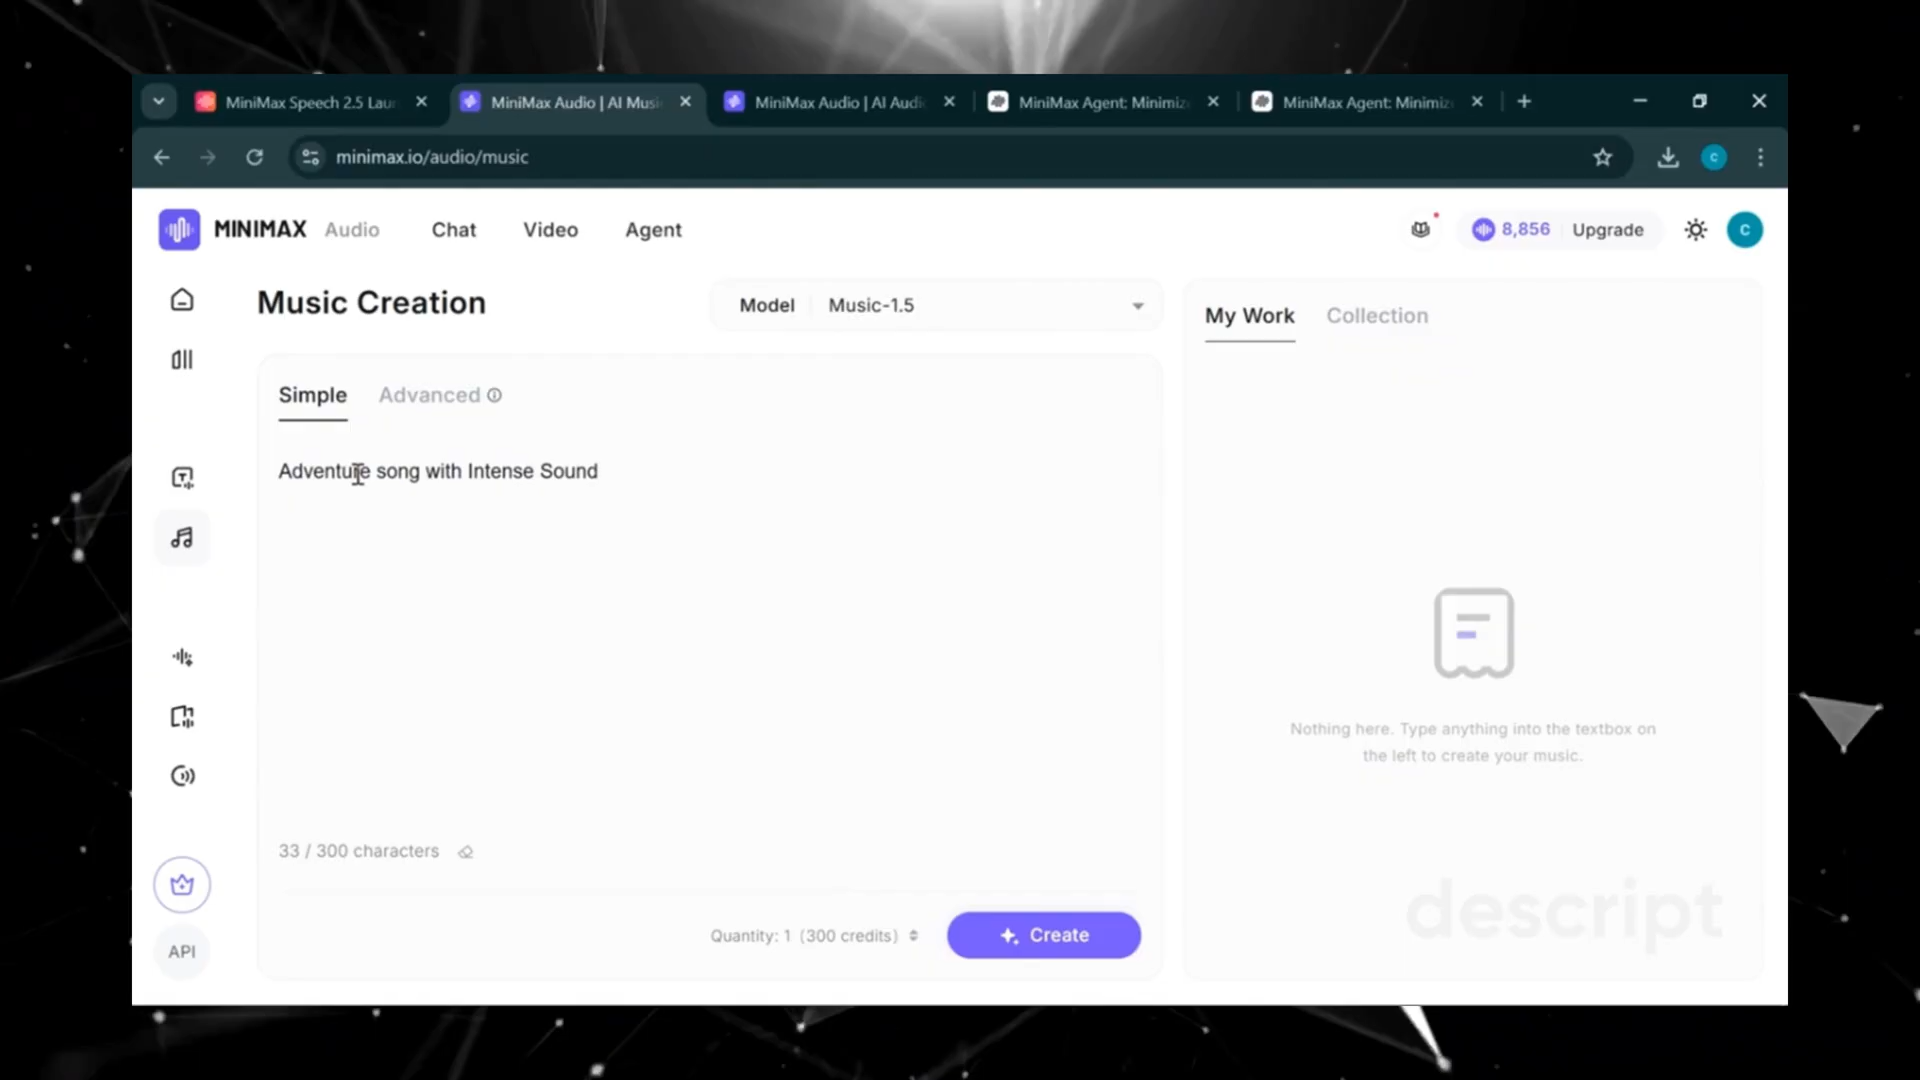 MiniMax Speech 2.5 Laun
MiniMax Audio | AI Musi
MiniMax Audio | AI Audi
MiniMax Agent: Minimiz
MiniMax Agent: Minimiz
minimax.io/audio/music
C
MINIMAX Audio Chat Video Agent
8,856 Upgrade
C
Music Creation
Model Music-1.5
My Work Collection
Simple Advanced
Adventure song with Intense Sound
Nothing here. Type anything into the textbox on
the left to create your music.
33 / 300 characters
descript
Quantity: 1 (300 credits) Create
API